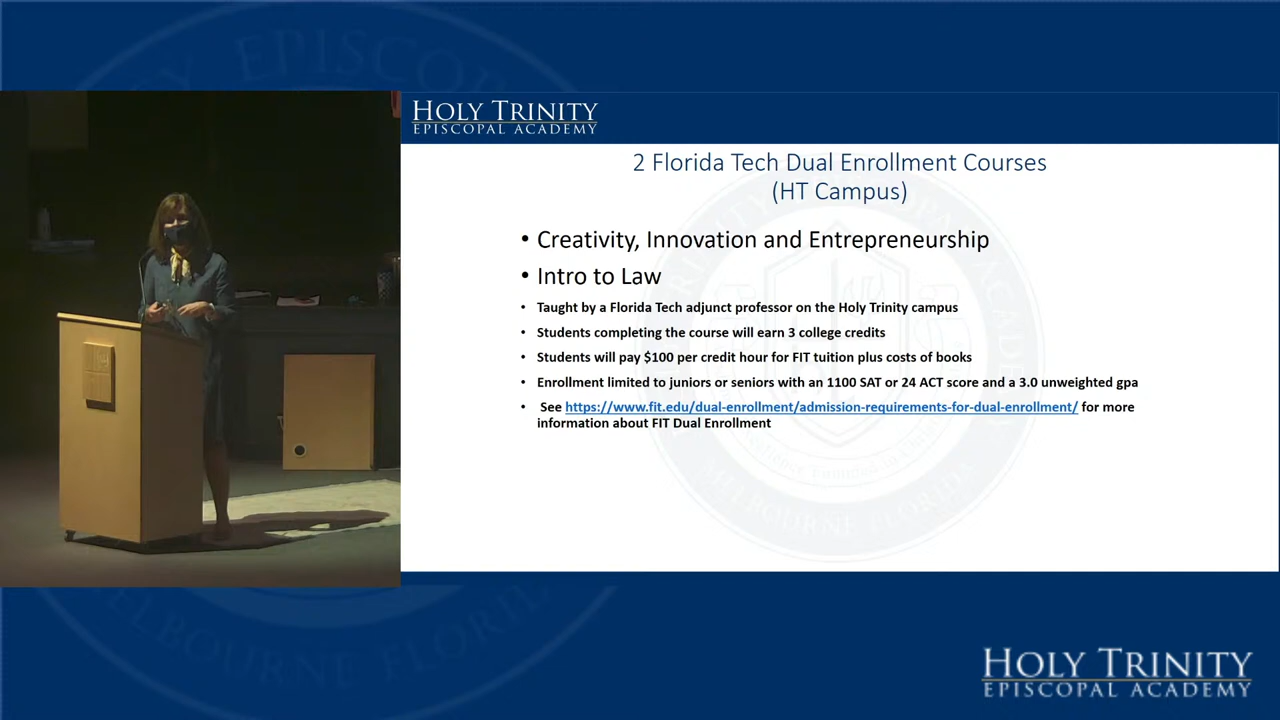 HOLY TRINITY
EPISCOPAL ACADEMY
2 Florida Tech Dual Enrollment Courses
(HT Campus)
• Creativity, Innovation and Entrepreneurship
• Intro to Law
• Taught by a Florida Tech adjunct professor on the Holy Trinity campus
• Students completing the course will earn 3 college credits
• Students will pay $100 per credit hour for FIT tuition plus costs of books
• Enrollment limited to juniors or seniors with an 1100 SAT or 24 ACT score and a 3.0 unweighted gpa
• See https://www.fit.edu/dual-enrollment/admission-requirements-for-dual-enrollment/ for more
information about FIT Dual Enrollment
MELBOURNE FLORIDA
EPISCOPAL
MELBOURNE FLORIDA
HOLY TRINITY
EPISCOPAL ACADEMY